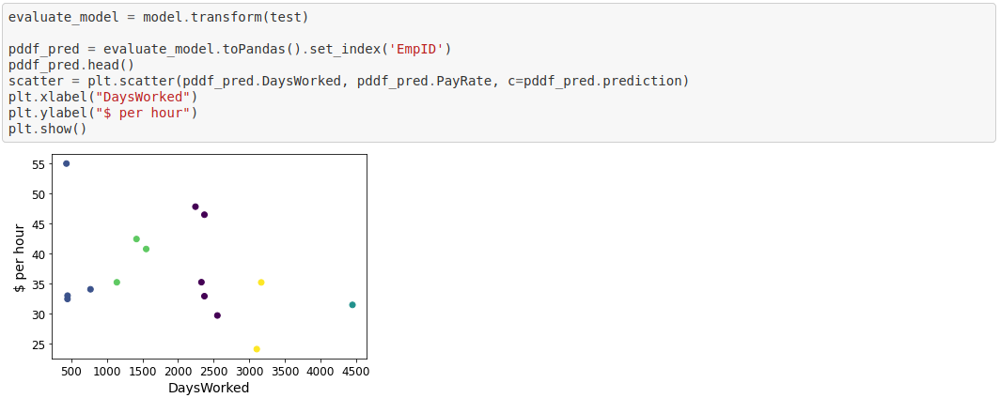 evaluate_model = model.transform(test)
pddf_pred = evaluate_model.toPandas().set_index('EmpID')
pddf_pred.head()
scatter = plt.scatter(pddf_pred.DaysWorked, pddf_pred.PayRate, c=pddf_pred.prediction)
plt.xlabel("DaysWorked")
plt.ylabel("$ per hour")
plt.show()
55
50
45
40
35
30
25
$ per hour
500 1000 1500 2000 2500 3000 3500 4000 4500
DaysWorked